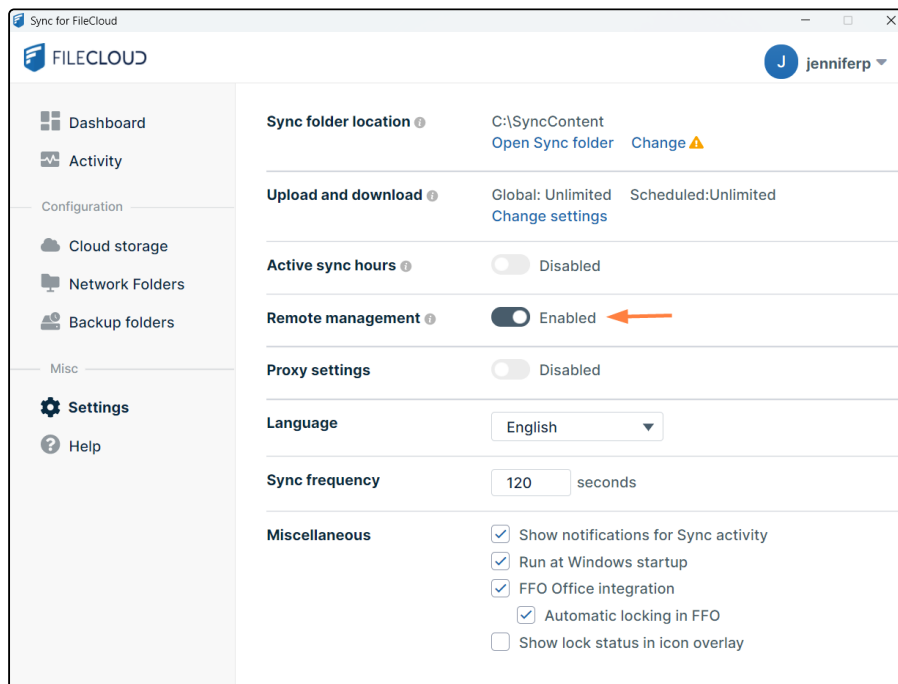 Sync for FileCloud
FILECLOUD
J
jenniferp
Dashboard
Activity
Configuration
Cloud storage
Network Folders
Backup folders
Misc
Settings
Help
Sync folder location
C:\SyncContent
Open Sync folder Change
Upload and download
Global: Unlimited Scheduled:Unlimited
Change settings
Active sync hours
Disabled
Remote management
Enabled
Proxy settings
Disabled
Language
English
Sync frequency
120 seconds
Miscellaneous
Show notifications for Sync activity
Run at Windows startup
FFO Office integration
Automatic locking in FFO
Show lock status in icon overlay